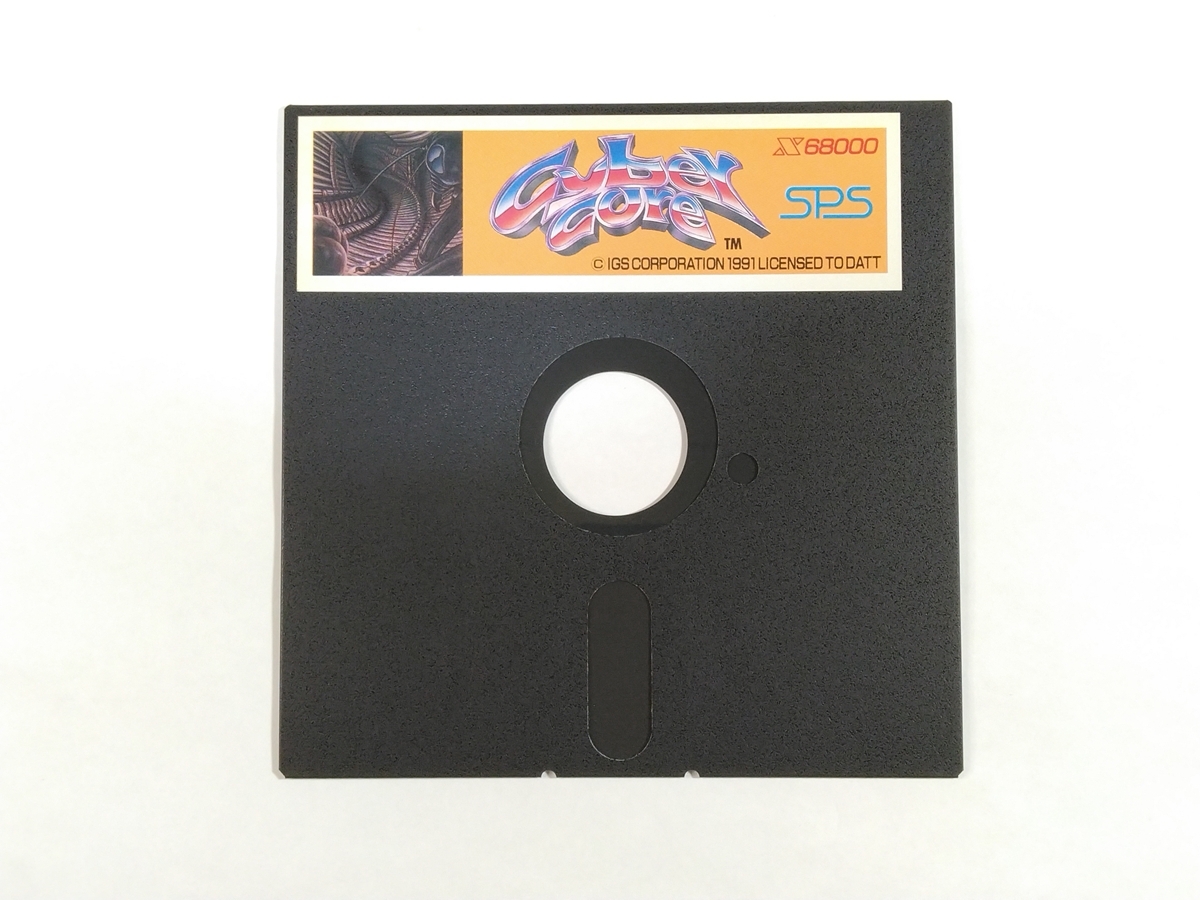 Cyber
core
TM
X68000
SPS
© IGS CORPORATION 1991 LICENSED TO DATT